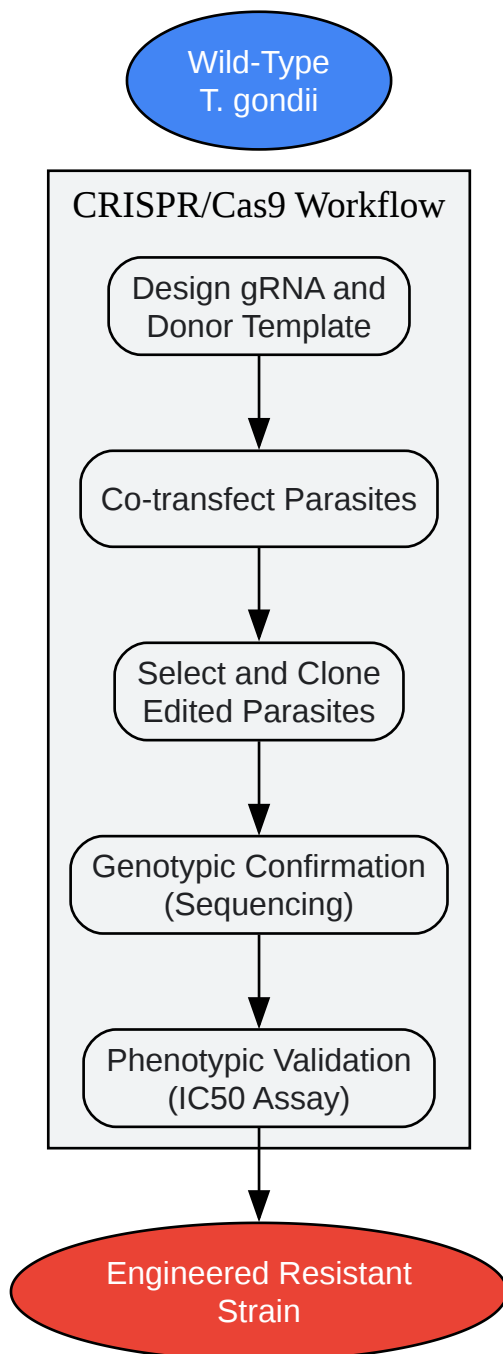 Wild-Type
T. gondii
CRISPR/Cas9 Workflow
Design gRNA and
Donor Template
Co-transfect Parasites
Select and Clone
Edited Parasites
Genotypic Confirmation
(Sequencing)
Phenotypic Validation
(IC50 Assay)
Engineered Resistant
Strain